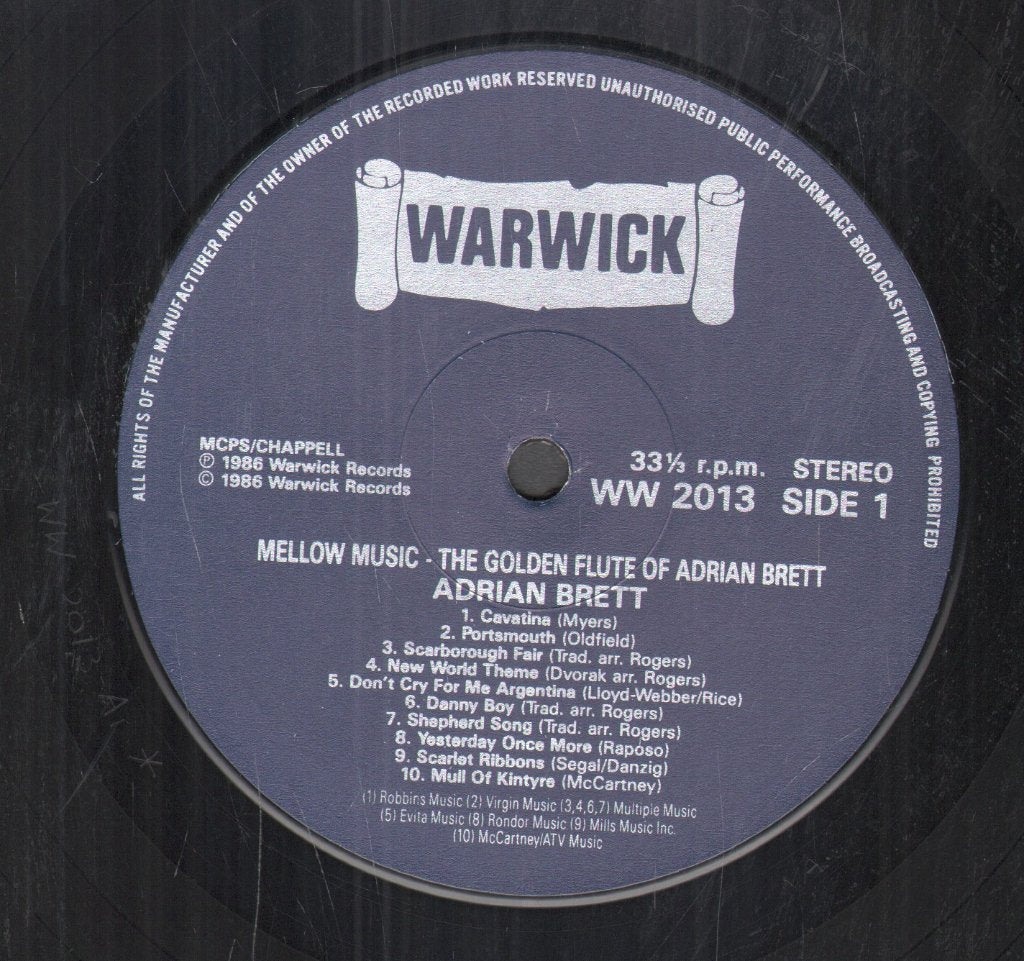 ALL RIGHTS OF THE MANUFACTURER AND OF THE OWNER OF THE RECORDED WORK RESERVED UNAUTHORISED PUBLIC PERFORMANCE BROADCASTING AND COPYING PROHIBITED
WARWICK
MCPS/CHAPPELL
Ⓟ 1986 Warwick Records
© 1986 Warwick Records
33⅓ r.p.m. STEREO
WW 2013 SIDE 1
MELLOW MUSIC - THE GOLDEN FLUTE OF ADRIAN BRETT
ADRIAN BRETT
1. Cavatina (Myers)
2. Portsmouth (Oldfield)
3. Scarborough Fair (Trad. arr. Rogers)
4. New World Theme (Dvorak arr. Rogers)
5. Don't Cry For Me Argentina (Lloyd-Webber/Rice)
6. Danny Boy (Trad. arr. Rogers)
7. Shepherd Song (Trad. arr. Rogers)
8. Yesterday Once More (Raposo)
9. Scarlet Ribbons (Segal/Danzig)
10. Mull Of Kintyre (McCartney)
(1) Robbins Music (2) Virgin Music (3,4,6,7) Multiple Music
(5) Evita Music (8) Rondor Music (9) Mills Music Inc.
(10) McCartney/ATV Music